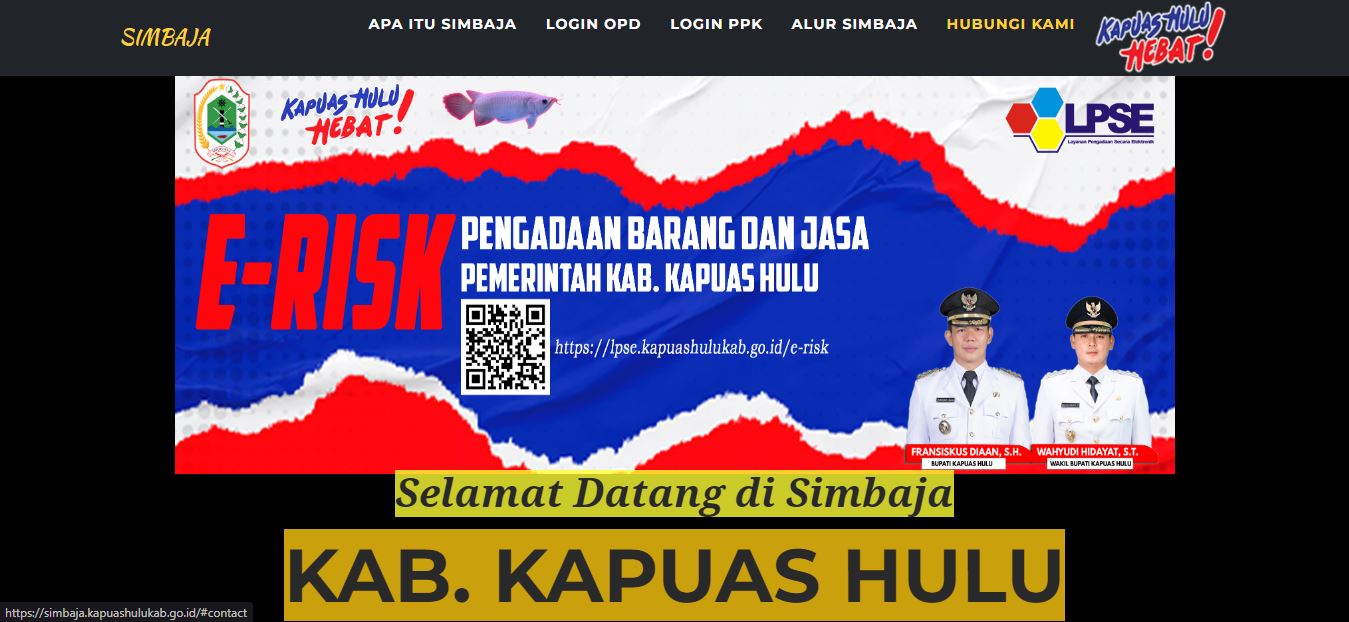 SIMBAJA
APA ITU SIMBAJA
LOGIN OPD
LOGIN PPK
ALUR SIMBAJA
HUBUNGI KAMI
KAPUAS HULU
HEBAT!
KAPUAS HULU
HEBAT!
LPSE
Layanan Pengadaan Secara Elektronik
E-RISK
PENGADAAN BARANG DAN JASA
PEMERINTAH KAB. KAPUAS HULU
https://lpse.kapuashulukab.go.id/e-risk
FRANSISKUS DIAAN, S.H.
BUPATI KAPUAS HULU
WAHYUDI HIDAYAT, S.T.
WAKIL BUPATI KAPUAS HULU
Selamat Datang di Simbaja
KAB. KAPUAS HULU
https://simbaja.kapuashulukab.go.id/#contact